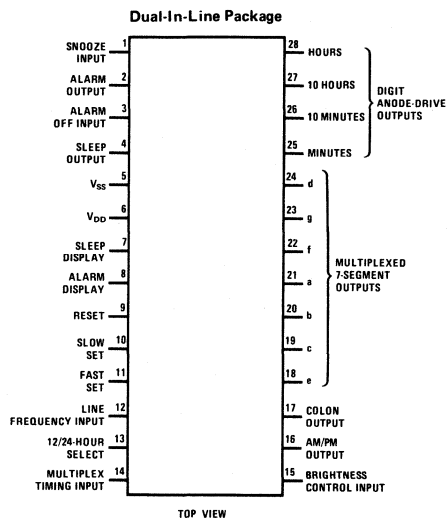 Dual-In-Line Package
SNOOZE
INPUT
1
ALARM
OUTPUT
2
ALARM
OFF INPUT
3
SLEEP
OUTPUT
4
VSS
5
VDD
6
SLEEP
DISPLAY
7
ALARM
DISPLAY
8
RESET
9
SLOW
SET
10
FAST
SET
11
LINE
FREQUENCY INPUT
12
12/24-HOUR
SELECT
13
MULTIPLEX
TIMING INPUT
14
28
HOURS
27
10 HOURS
26
10 MINUTES
25
MINUTES
DIGIT
ANODE-DRIVE
OUTPUTS
24
d
23
g
22
f
21
a
20
b
19
c
18
e
MULTIPLEXED
7-SEGMENT
OUTPUTS
17
COLON
OUTPUT
16
AM/PM
OUTPUT
15
BRIGHTNESS
CONTROL INPUT
TOP VIEW